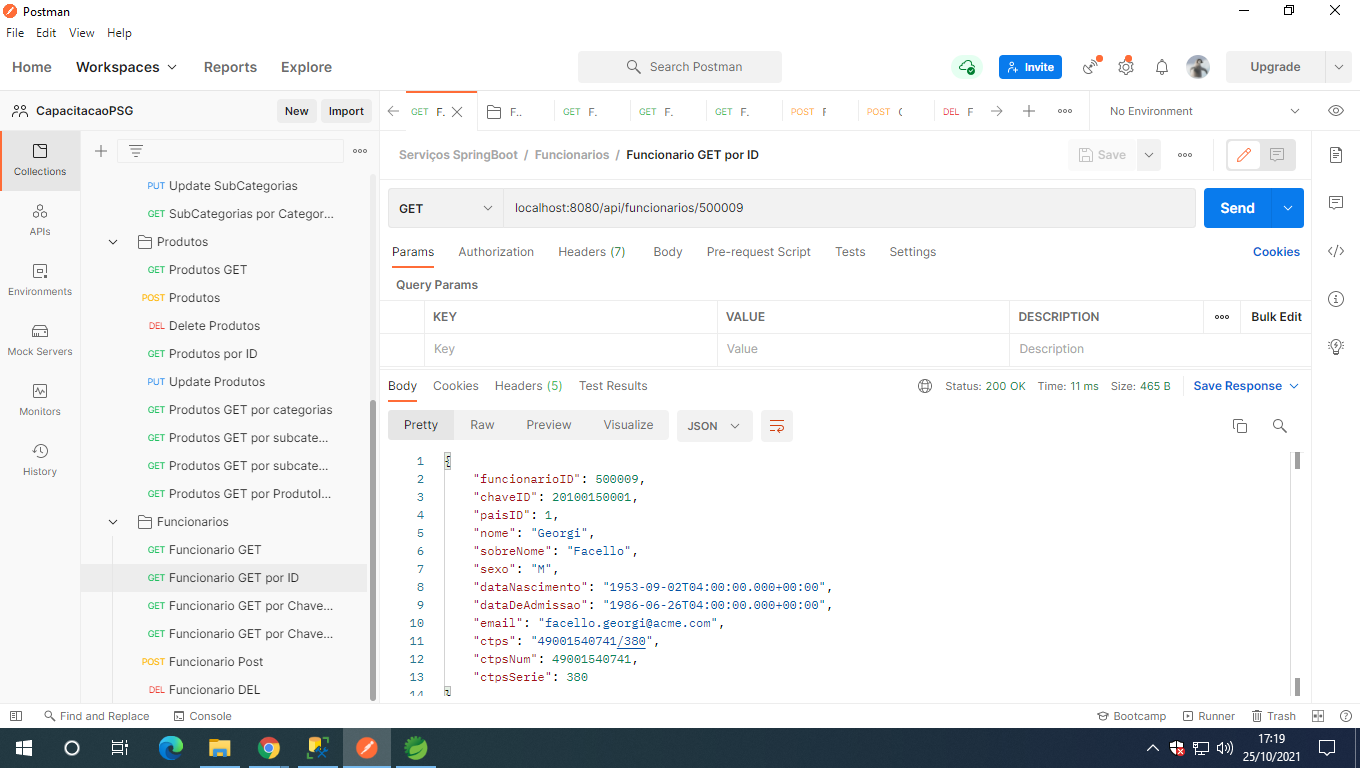 Postman
File Edit View Help
Home Workspaces Reports Explore Search Postman Invite Upgrade
CapacitacaoPSG New Import GET F. F.. GET F. GET F. GET F. POST F POST C DEL F No Environment
Collections
APIs
Environments
Mock Servers
Monitors
History
PUT Update SubCategorias
GET SubCategorias por Categor...
Produtos
GET Produtos GET
POST Produtos
DEL Delete Produtos
GET Produtos por ID
PUT Update Produtos
GET Produtos GET por categorias
GET Produtos GET por subcate...
GET Produtos GET por subcate...
GET Produtos GET por ProdutoI...
Funcionarios
GET Funcionario GET
GET Funcionario GET por ID
GET Funcionario GET por Chave...
GET Funcionario GET por Chave...
POST Funcionario Post
DEL Funcionario DEL
Serviços SpringBoot / Funcionarios / Funcionario GET por ID Save
GET localhost:8080/api/funcionarios/500009 Send
Params Authorization Headers (7) Body Pre-request Script Tests Settings Cookies
Query Params
KEY VALUE DESCRIPTION Bulk Edit
Key Value Description
Body Cookies Headers (5) Test Results Status: 200 OK Time: 11 ms Size: 465 B Save Response
Pretty Raw Preview Visualize JSON
1 {
2 "funcionarioID": 500009,
3 "chaveID": 20100150001,
4 "paisID": 1,
5 "nome": "Georgi",
6 "sobreNome": "Facello",
7 "sexo": "M",
8 "dataNascimento": "1953-09-02T04:00:00.000+00:00",
9 "dataDeAdmissao": "1986-06-26T04:00:00.000+00:00",
10 "email": "facello.georgi@acme.com",
11 "ctps": "49001540741/380",
12 "ctpsNum": 49001540741,
13 "ctpsSerie": 380
14 }
Find and Replace Console Bootcamp Runner Trash
17:19
25/10/2021